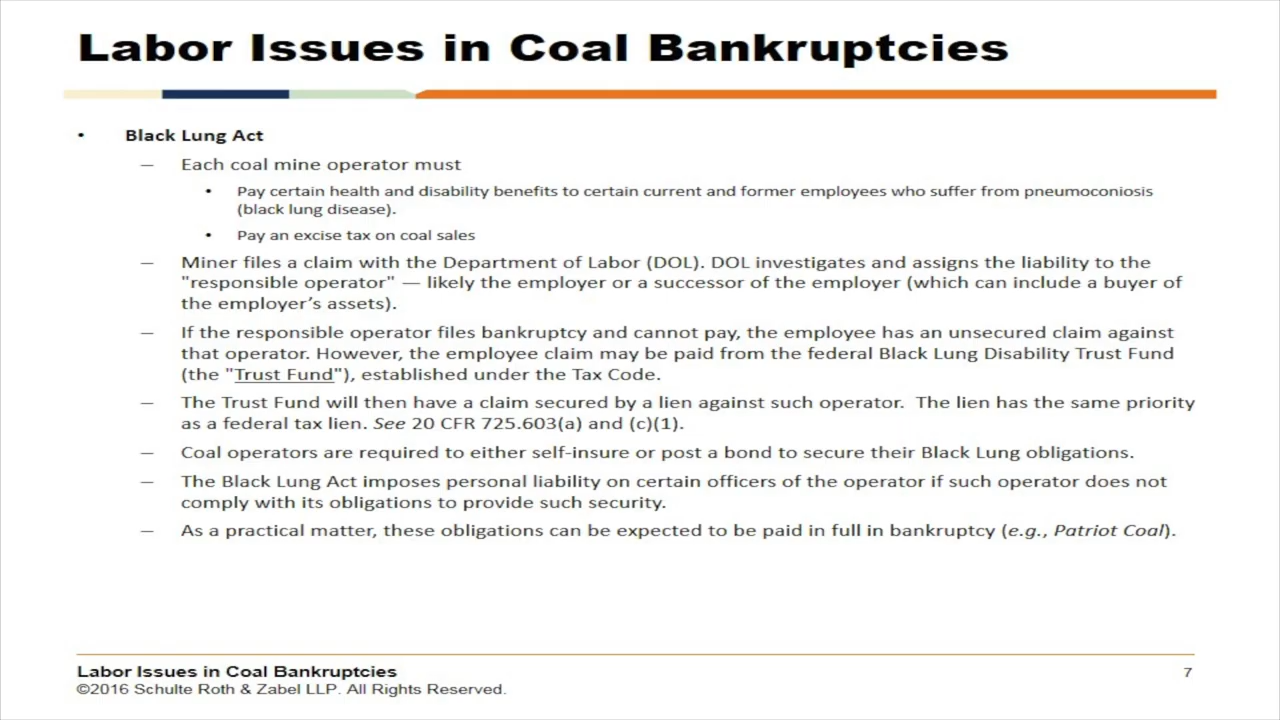 Labor Issues in Coal Bankruptcies
• Black Lung Act
— Each coal mine operator must
• Pay certain health and disability benefits to certain current and former employees who suffer from pneumoconiosis
(black lung disease).
• Pay an excise tax on coal sales
— Miner files a claim with the Department of Labor (DOL). DOL investigates and assigns the liability to the
"responsible operator" — likely the employer or a successor of the employer (which can include a buyer of
the employer’s assets).
— If the responsible operator files bankruptcy and cannot pay, the employee has an unsecured claim against
that operator. However, the employee claim may be paid from the federal Black Lung Disability Trust Fund
(the "Trust Fund"), established under the Tax Code.
— The Trust Fund will then have a claim secured by a lien against such operator.  The lien has the same priority
as a federal tax lien. See 20 CFR 725.603(a) and (c)(1).
— Coal operators are required to either self-insure or post a bond to secure their Black Lung obligations.
— The Black Lung Act imposes personal liability on certain officers of the operator if such operator does not
comply with its obligations to provide such security.
— As a practical matter, these obligations can be expected to be paid in full in bankruptcy (e.g., Patriot Coal).
Labor Issues in Coal Bankruptcies
©2016 Schulte Roth & Zabel LLP. All Rights Reserved.
7